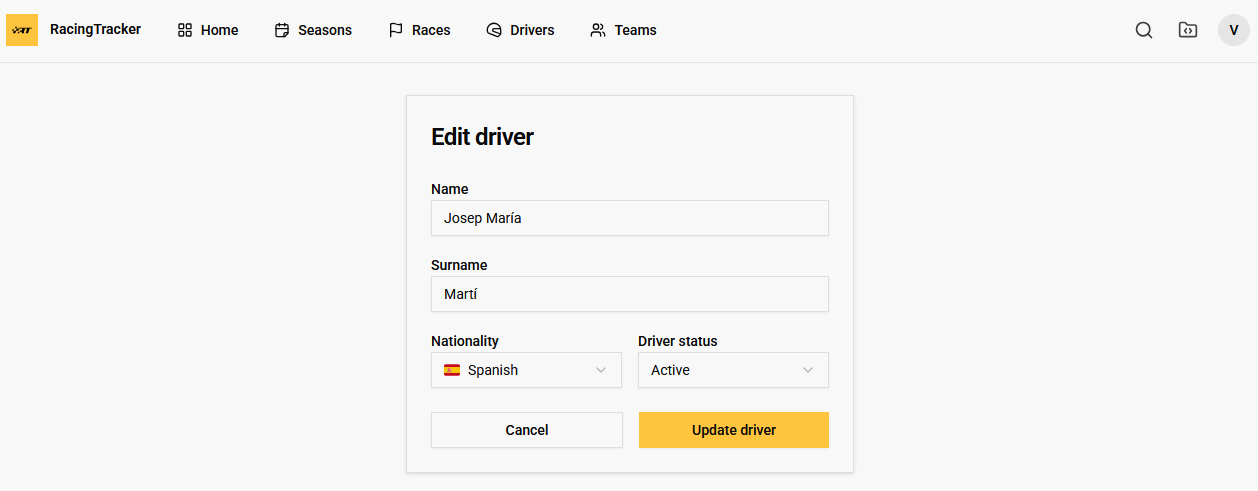 RacingTracker Home Seasons Races Drivers Teams V
Edit driver
Name
Josep María
Surname
Martí
Nationality Driver status
Spanish Active
Cancel Update driver